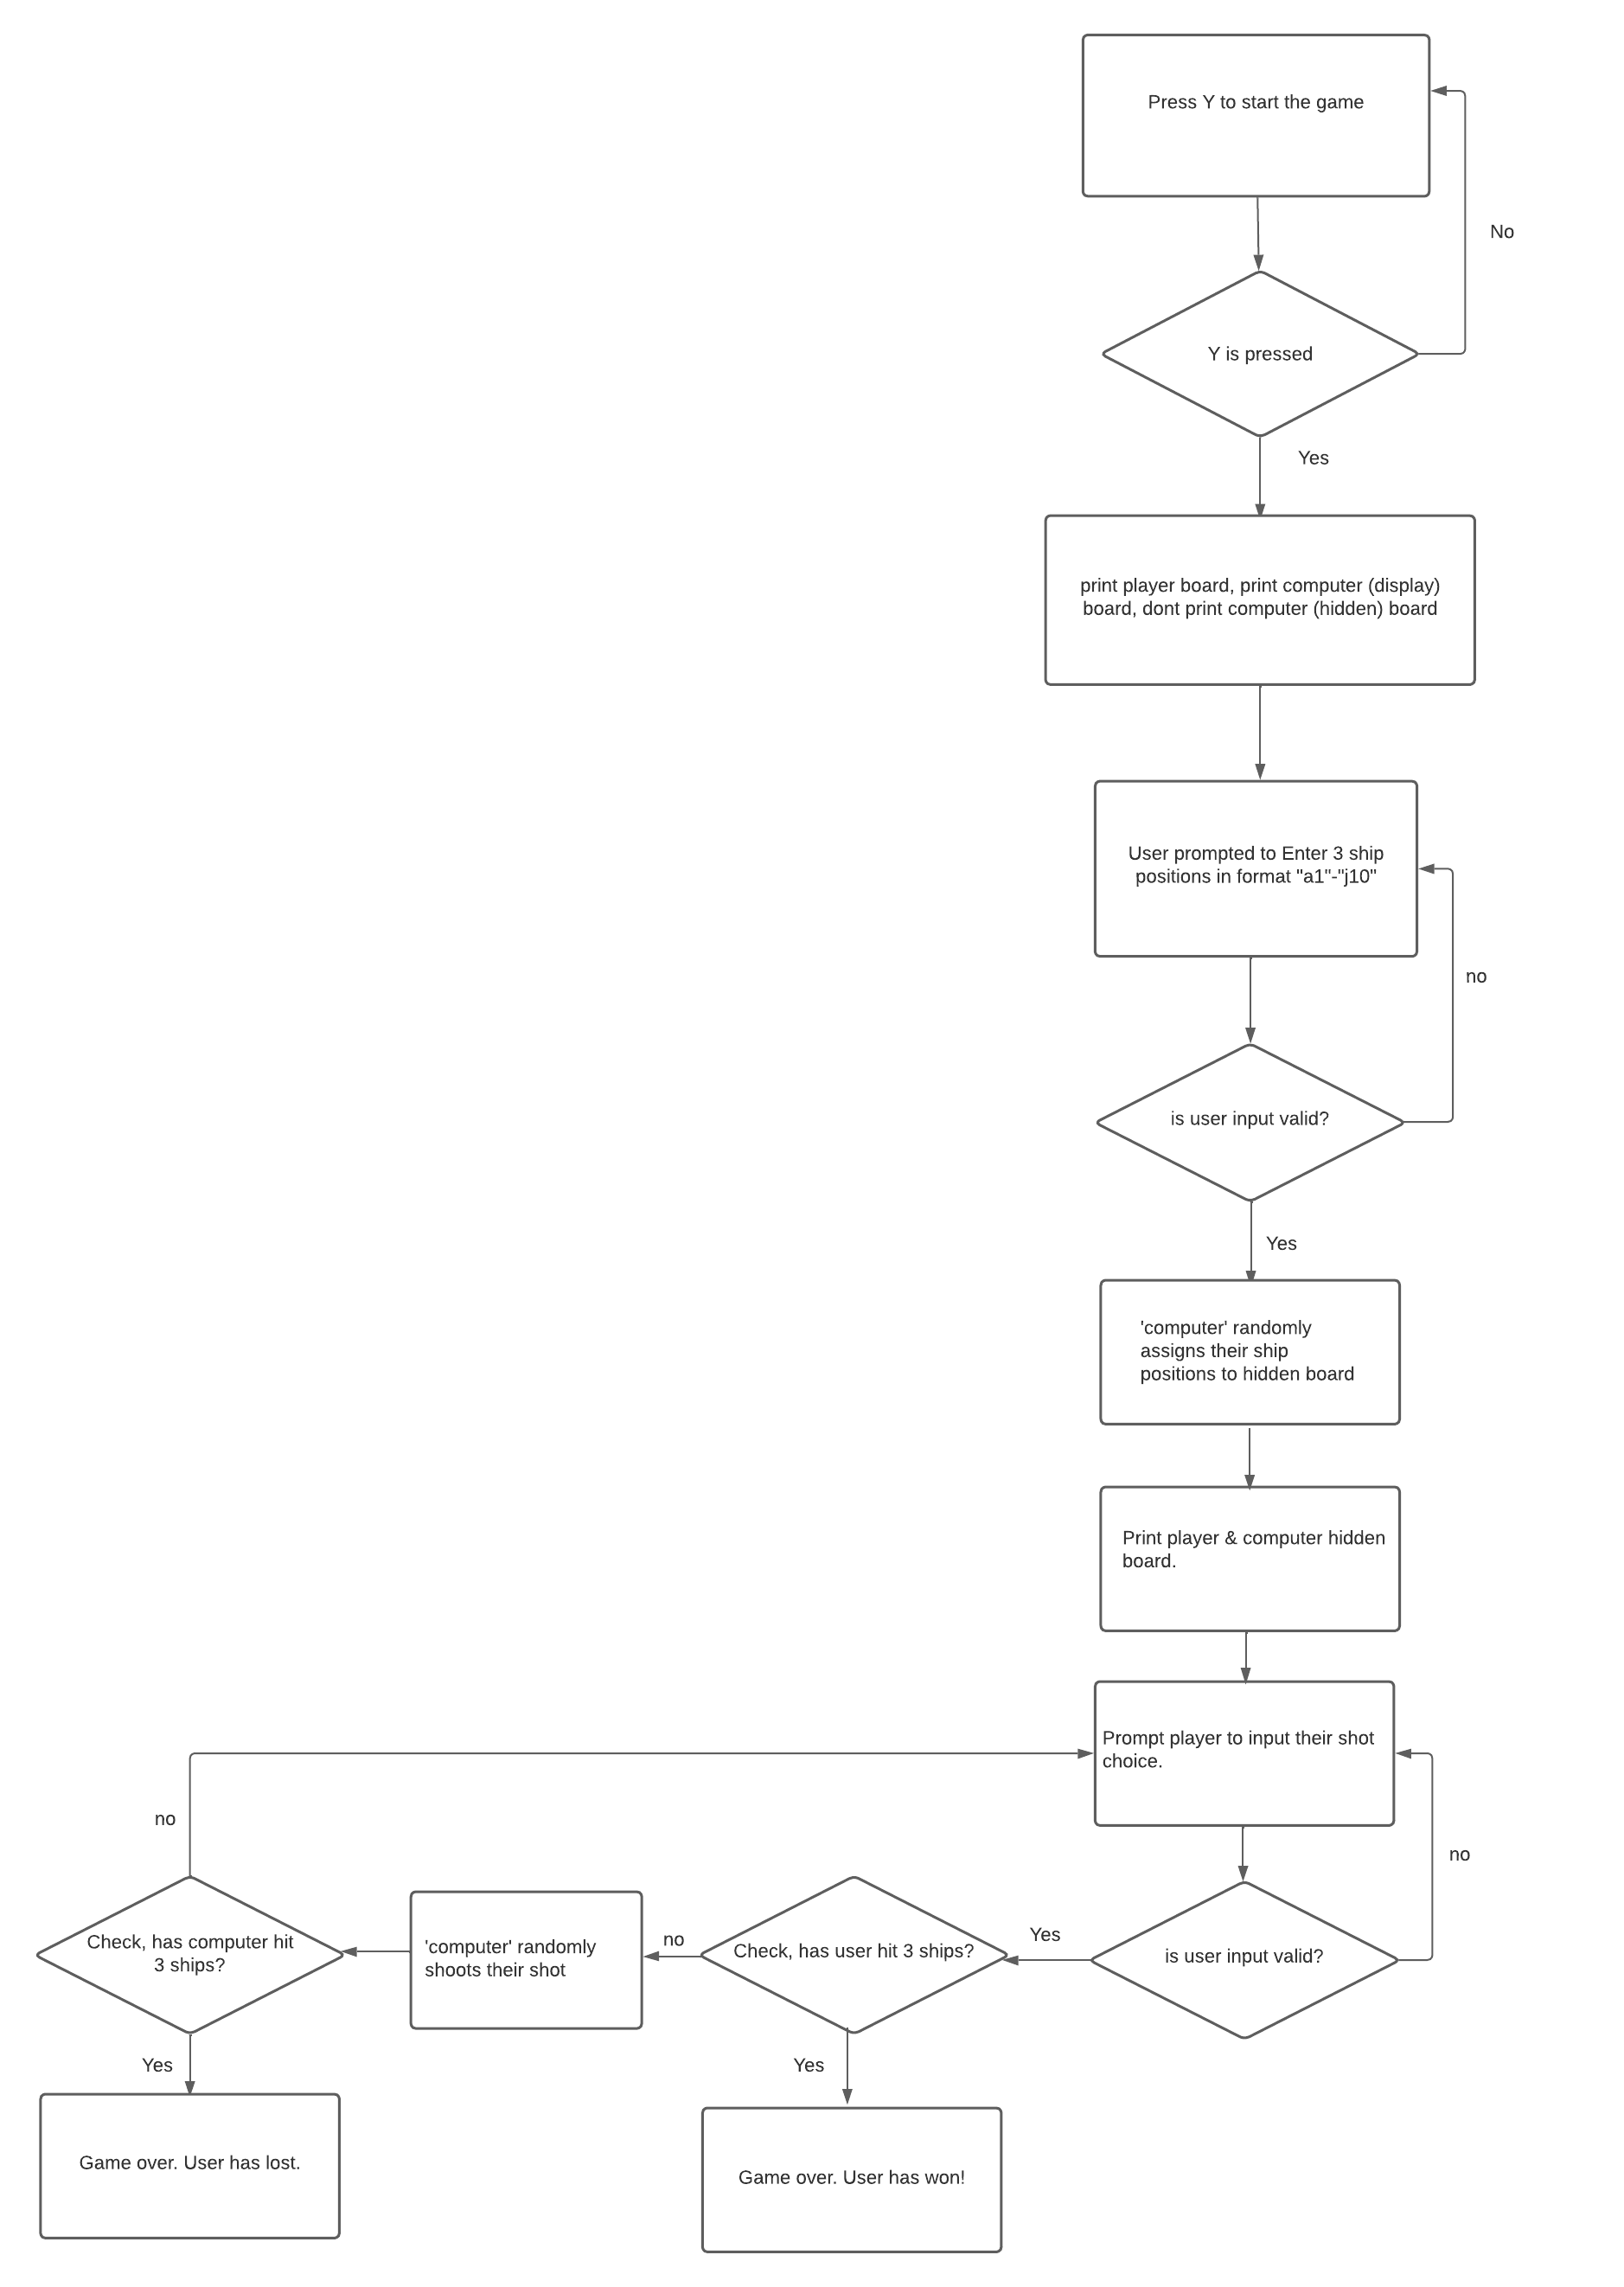 Press Y to start the game
No
Y is pressed
Yes
print player board, print computer (display)
board, dont print computer (hidden) board
User prompted to Enter 3 ship
positions in format "a1"-"j10"
no
is user input valid?
Yes
'computer' randomly
assigns their ship
positions to hidden board
Print player & computer hidden
board.
Prompt player to input their shot
choice.
no
no
is user input valid?
Yes
Check, has user hit 3 ships?
no
'computer' randomly
shoots their shot
Check, has computer hit
3 ships?
Yes
Yes
Game over. User has lost.
Game over. User has won!